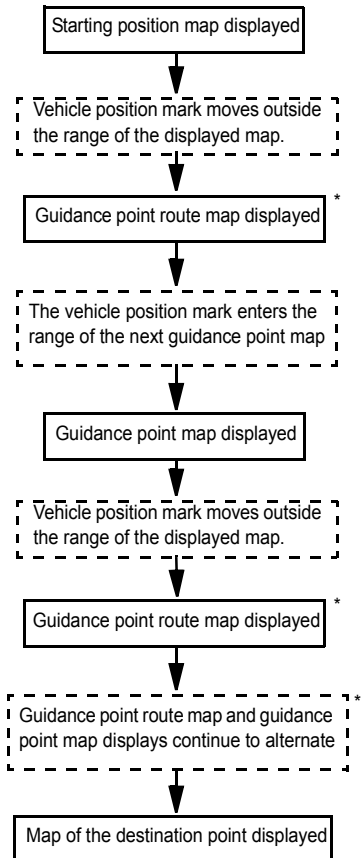 Starting position map displayed
Vehicle position mark moves outside
the range of the displayed map.
*
Guidance point route map displayed
The vehicle position mark enters the
range of the next guidance point map
Guidance point map displayed
Vehicle position mark moves outside
the range of the displayed map.
*
Guidance point route map displayed
*
Guidance point route map and guidance
point map displays continue to alternate
Map of the destination point displayed